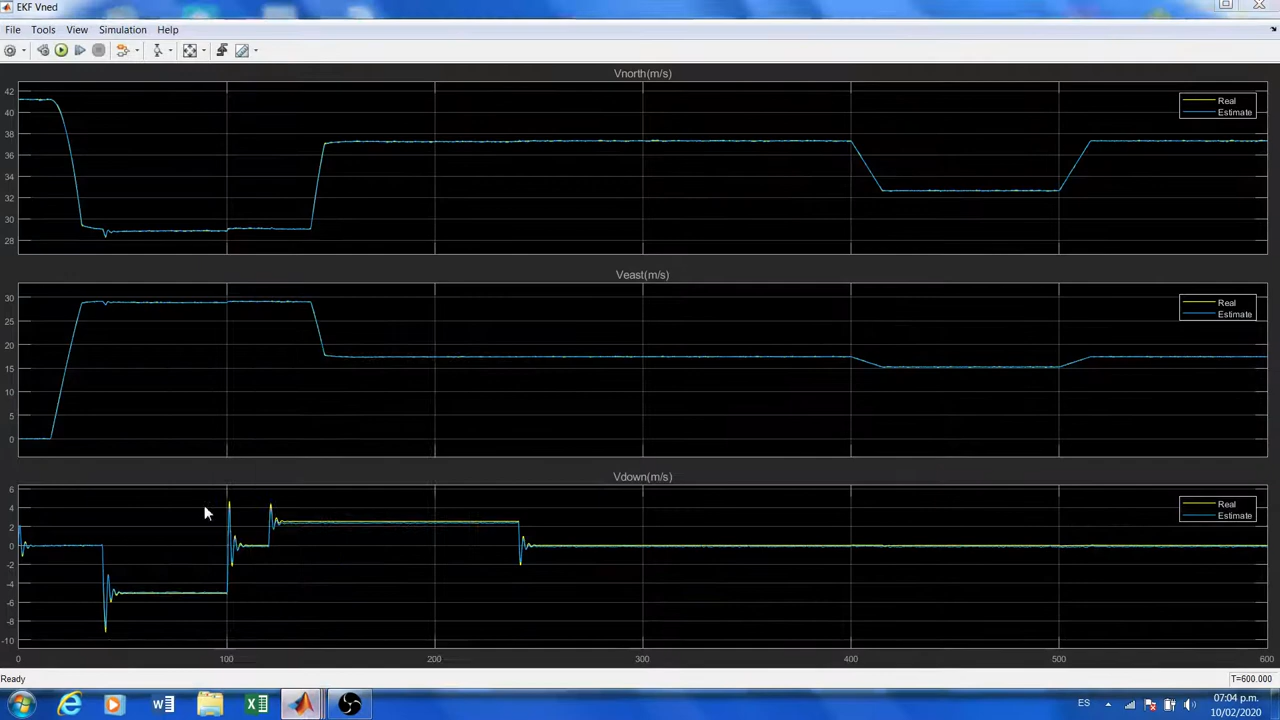 EKF Vned
File Tools View Simulation Help
Vnorth(m/s)
42
40
38
36
34
32
30
28
Real
Estimate
Veast(m/s)
30
25
20
15
10
5
0
Real
Estimate
Vdown(m/s)
6
4
2
0
-2
-4
-6
-8
-10
Real
Estimate
0 100 200 300 400 500 600
Ready T=600.000
ES
07:04 p.m.
10/02/2020